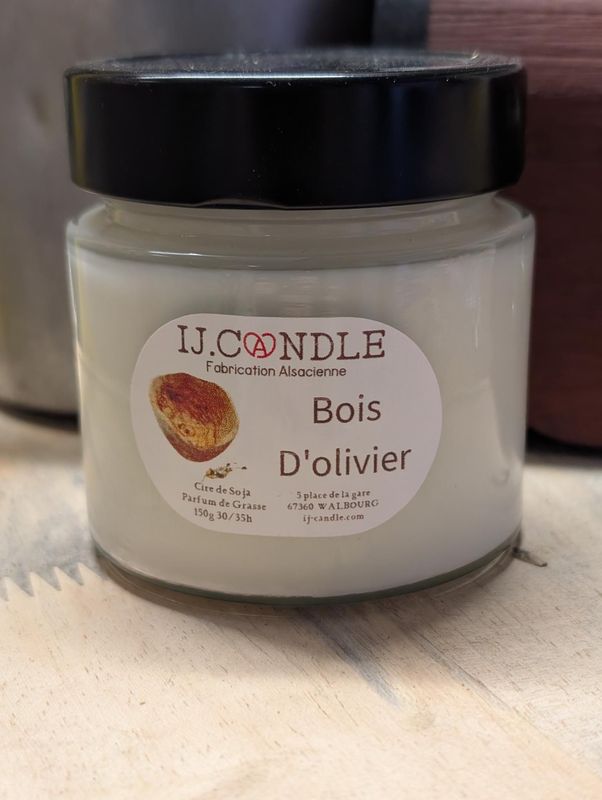 IJ.CANDLE
Fabrication Alsacienne
Bois
D'olivier
Cire de Soja
Parfum de Grasse
150g 30/35h
5 place de la gare
67360 WALBOURG
ij-candle.com